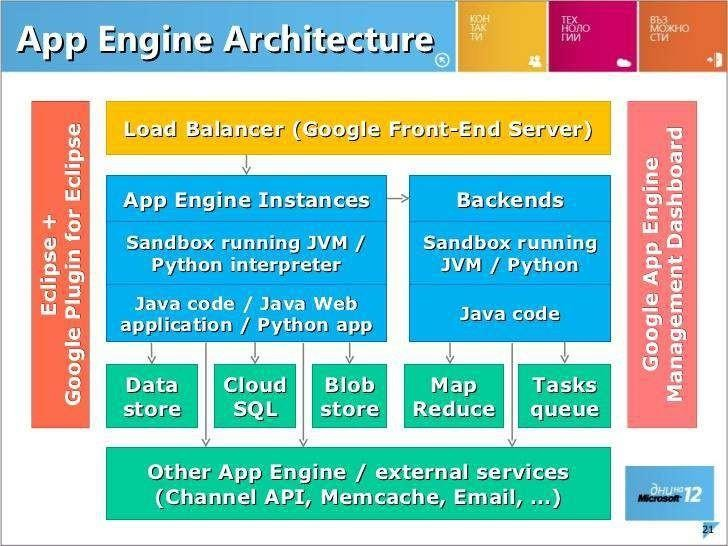 App Engine Architecture
КОН
ТАК
ТИ
ТЕХ
НОЛО
ГИИ
ВЪЗ
МОЖНО
СТИ
Eclipse +
Google Plugin for Eclipse
Load Balancer (Google Front-End Server)
App Engine Instances
Sandbox running JVM /
Python interpreter
Java code / Java Web
application / Python app
Backends
Sandbox running
JVM / Python
Java code
Data
store
Cloud
SQL
Blob
store
Map
Reduce
Tasks
queue
Other App Engine / external services
(Channel API, Memcache, Email, ...)
Google App Engine
Management Dashboard
дни на
Microsoft 12
21